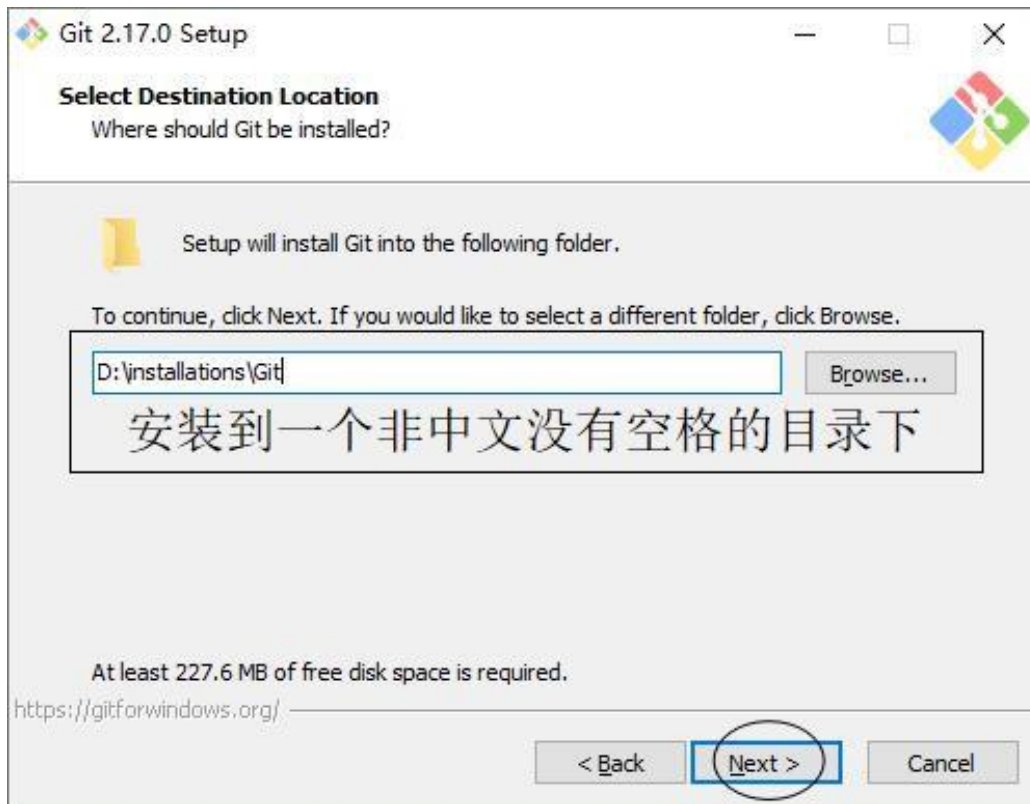 Git 2.17.0 Setup
Select Destination Location
Where should Git be installed?
Setup will install Git into the following folder.
To continue, click Next. If you would like to select a different folder, click Browse.
D:\installations\Git
Browse...
安装到一个非中文没有空格的目录下
At least 227.6 MB of free disk space is required.
https://gitforwindows.org/
< Back
Next >
Cancel